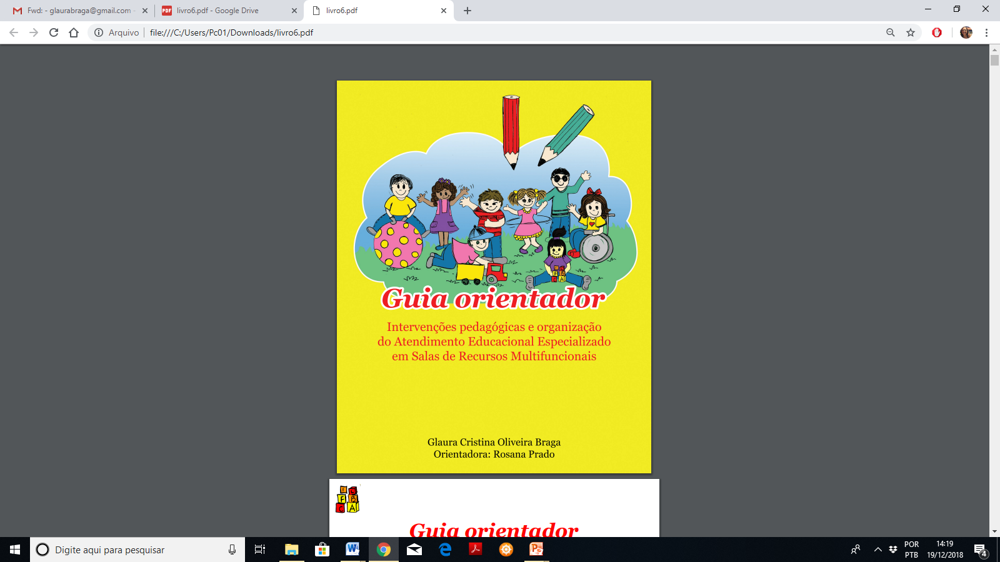 Fwd: - glaurabraga@gmail.com -
PDF
livro6.pdf - Google Drive
livro6.pdf
Arquivo
file:///C:/Users/Pc01/Downloads/livro6.pdf
Guia orientador
Intervenções pedagógicas e organização
do Atendimento Educacional Especializado
em Salas de Recursos Multifuncionais
Glaura Cristina Oliveira Braga
Orientadora: Rosana Prado
F B
C A
Guia orientador
Digite aqui para pesquisar
POR
PTB
14:19
19/12/2018
4